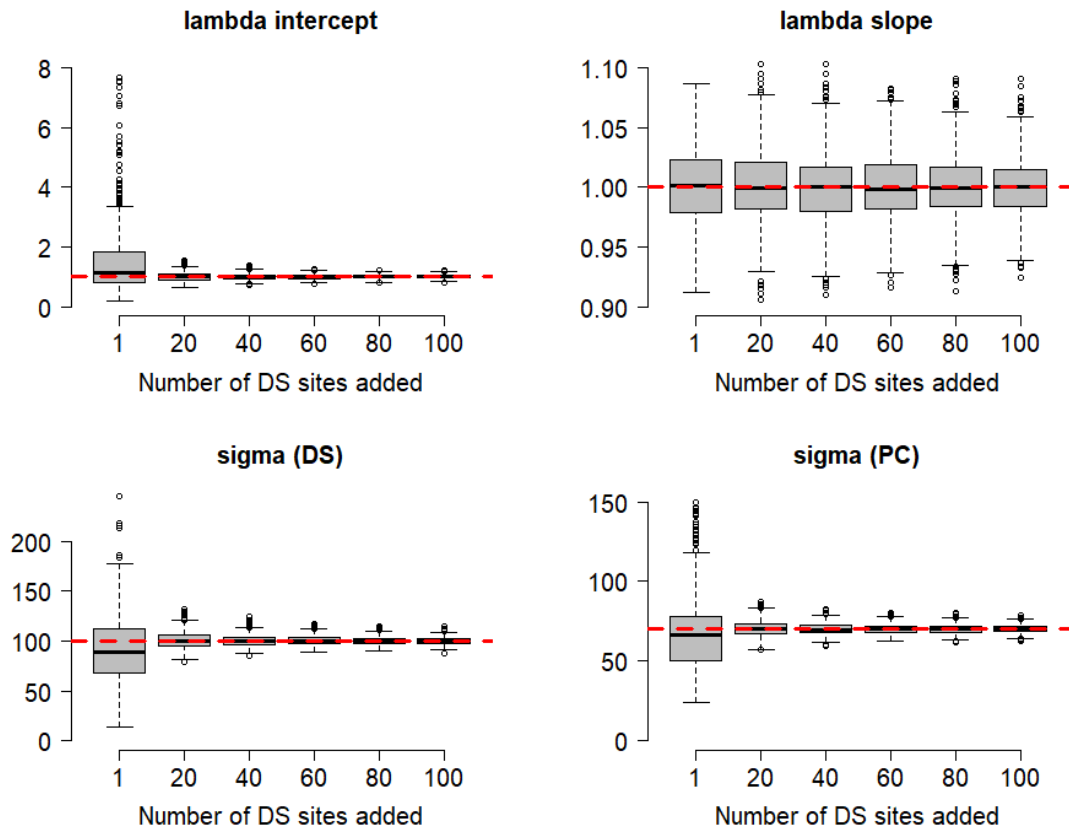 lambda intercept
8
6
4
2
0
1 20 40 60 80 100
Number of DS sites added
lambda slope
1.10
1.05
1.00
0.95
0.90
1 20 40 60 80 100
Number of DS sites added
sigma (DS)
200
150
100
50
0
1 20 40 60 80 100
Number of DS sites added
sigma (PC)
150
100
50
0
1 20 40 60 80 100
Number of DS sites added